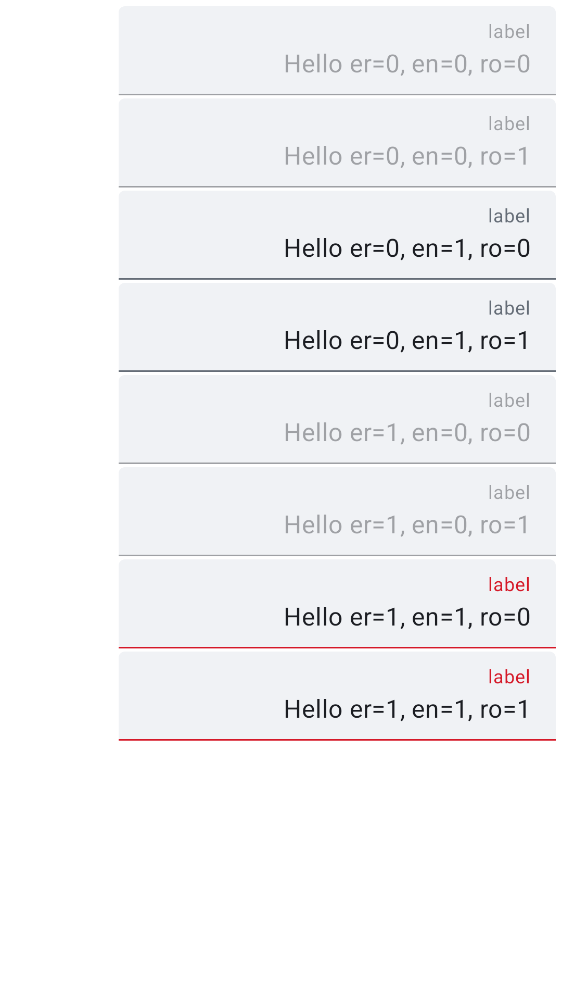 label
Hello er=0, en=0, ro=0
label
Hello er=0, en=0, ro=1
label
Hello er=0, en=1, ro=0
label
Hello er=0, en=1, ro=1
label
Hello er=1, en=0, ro=0
label
Hello er=1, en=0, ro=1
label
Hello er=1, en=1, ro=0
label
Hello er=1, en=1, ro=1